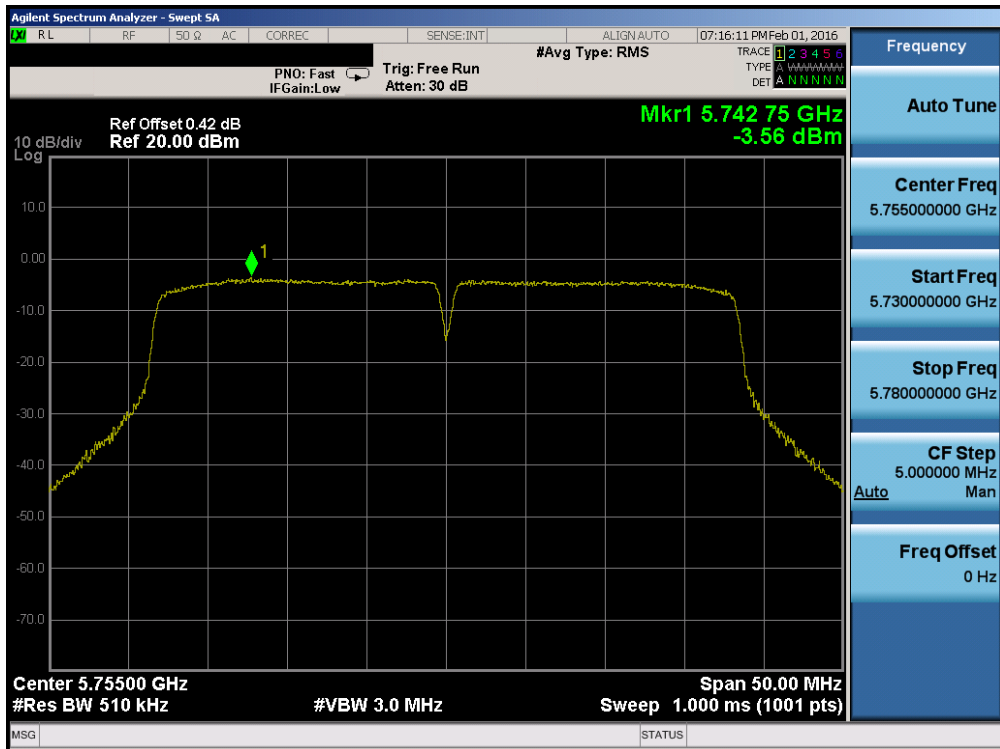 Agilent Spectrum Analyzer - Swept SA
LXI RL RF 50 Ω AC CORREC SENSE:INT ALIGN AUTO 07:16:11 PM Feb 01, 2016
#Avg Type: RMS TRACE 1 2 3 4 5 6
PNO: Fast Trig: Free Run TYPE A WWWWW
IFGain:Low Atten: 30 dB DET A N N N N N
Mkr1 5.742 75 GHz
-3.56 dBm
Ref Offset 0.42 dB
10 dB/div Ref 20.00 dBm
Log
10.0
0.00
-10.0
-20.0
-30.0
-40.0
-50.0
-60.0
-70.0
1
Center 5.75500 GHz Span 50.00 MHz
#Res BW 510 kHz #VBW 3.0 MHz Sweep 1.000 ms (1001 pts)
MSG STATUS
Frequency
Auto Tune
Center Freq
5.755000000 GHz
Start Freq
5.730000000 GHz
Stop Freq
5.780000000 GHz
CF Step
5.000000 MHz
Auto Man
Freq Offset
0 Hz